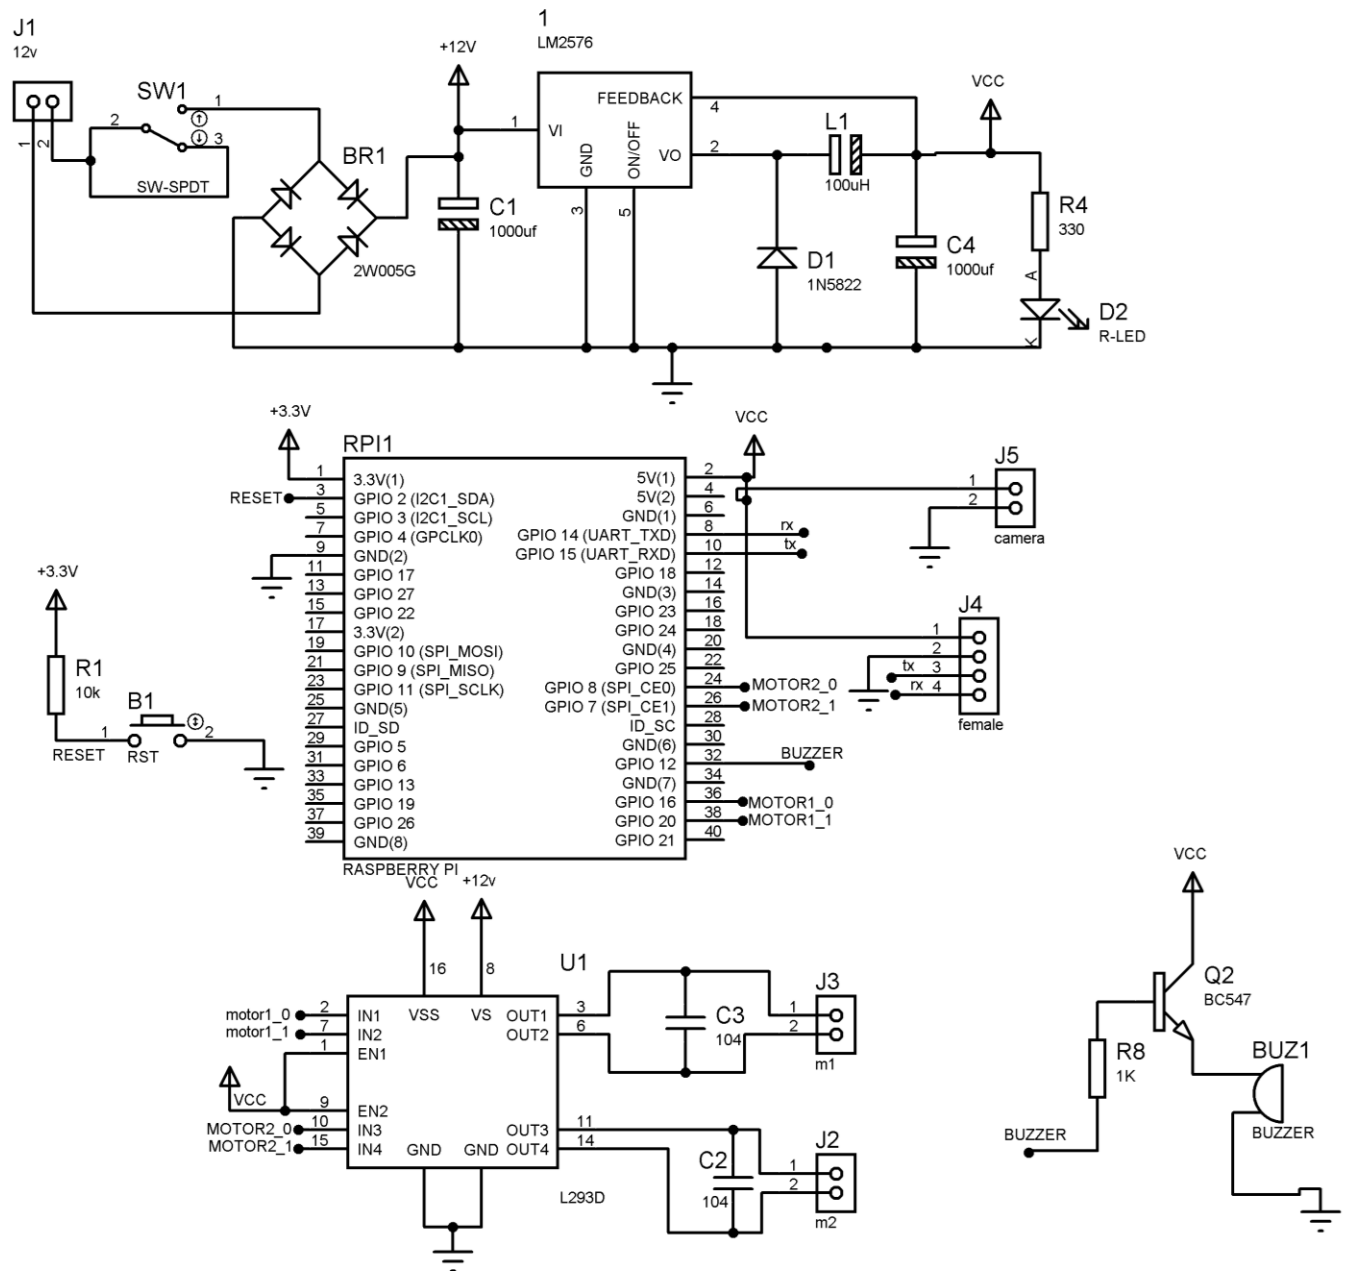 J1
12v
1
2
SW1
1
2
3
SW-SPDT
BR1
2W005G
+12V
C1
1000uf
1
LM2576
1
VI
FEEDBACK
4
VO
2
GND
3
ON/OFF
5
L1
100uH
D1
1N5822
C4
1000uf
VCC
R4
330
A
K
D2
R-LED
+3.3V
RPI1
1 3.3V(1)
RESET 3 GPIO 2 (I2C1_SDA)
5 GPIO 3 (I2C1_SCL)
7 GPIO 4 (GPCLK0)
9 GND(2)
11 GPIO 17
13 GPIO 27
15 GPIO 22
17 3.3V(2)
19 GPIO 10 (SPI_MOSI)
21 GPIO 9 (SPI_MISO)
23 GPIO 11 (SPI_SCLK)
25 GND(5)
27 ID_SD
29 GPIO 5
31 GPIO 6
33 GPIO 13
35 GPIO 19
37 GPIO 26
39 GND(8)
VCC
5V(1) 2
5V(2) 4
GND(1) 6
GPIO 14 (UART_TXD) 8 rx
GPIO 15 (UART_RXD) 10 tx
GPIO 18 12
GND(3) 14
GPIO 23 16
GPIO 24 18
GND(4) 20
GPIO 25 22
GPIO 8 (SPI_CE0) 24 MOTOR2_0
GPIO 7 (SPI_CE1) 26 MOTOR2_1
ID_SC 28
GND(6) 30
GPIO 12 32 BUZZER
GND(7) 34
GPIO 16 36 MOTOR1_0
GPIO 20 38 MOTOR1_1
GPIO 21 40
RASPBERRY PI
J5
1
2
camera
J4
1
2
tx 3
rx 4
female
+3.3V
R1
10k
B1
1
2
RESET
RST
VCC
+12v
16
8
U1
motor1_0 2 IN1
motor1_1 7 IN2
1 EN1
VCC
9 EN2
MOTOR2_0 10 IN3
MOTOR2_1 15 IN4
VSS
VS
OUT1 3
OUT2 6
OUT3 11
OUT4 14
GND
GND
L293D
C3
104
J3
1
2
m1
C2
104
J2
1
2
m2
VCC
Q2
BC547
R8
1K
BUZZER
BUZ1
BUZZER